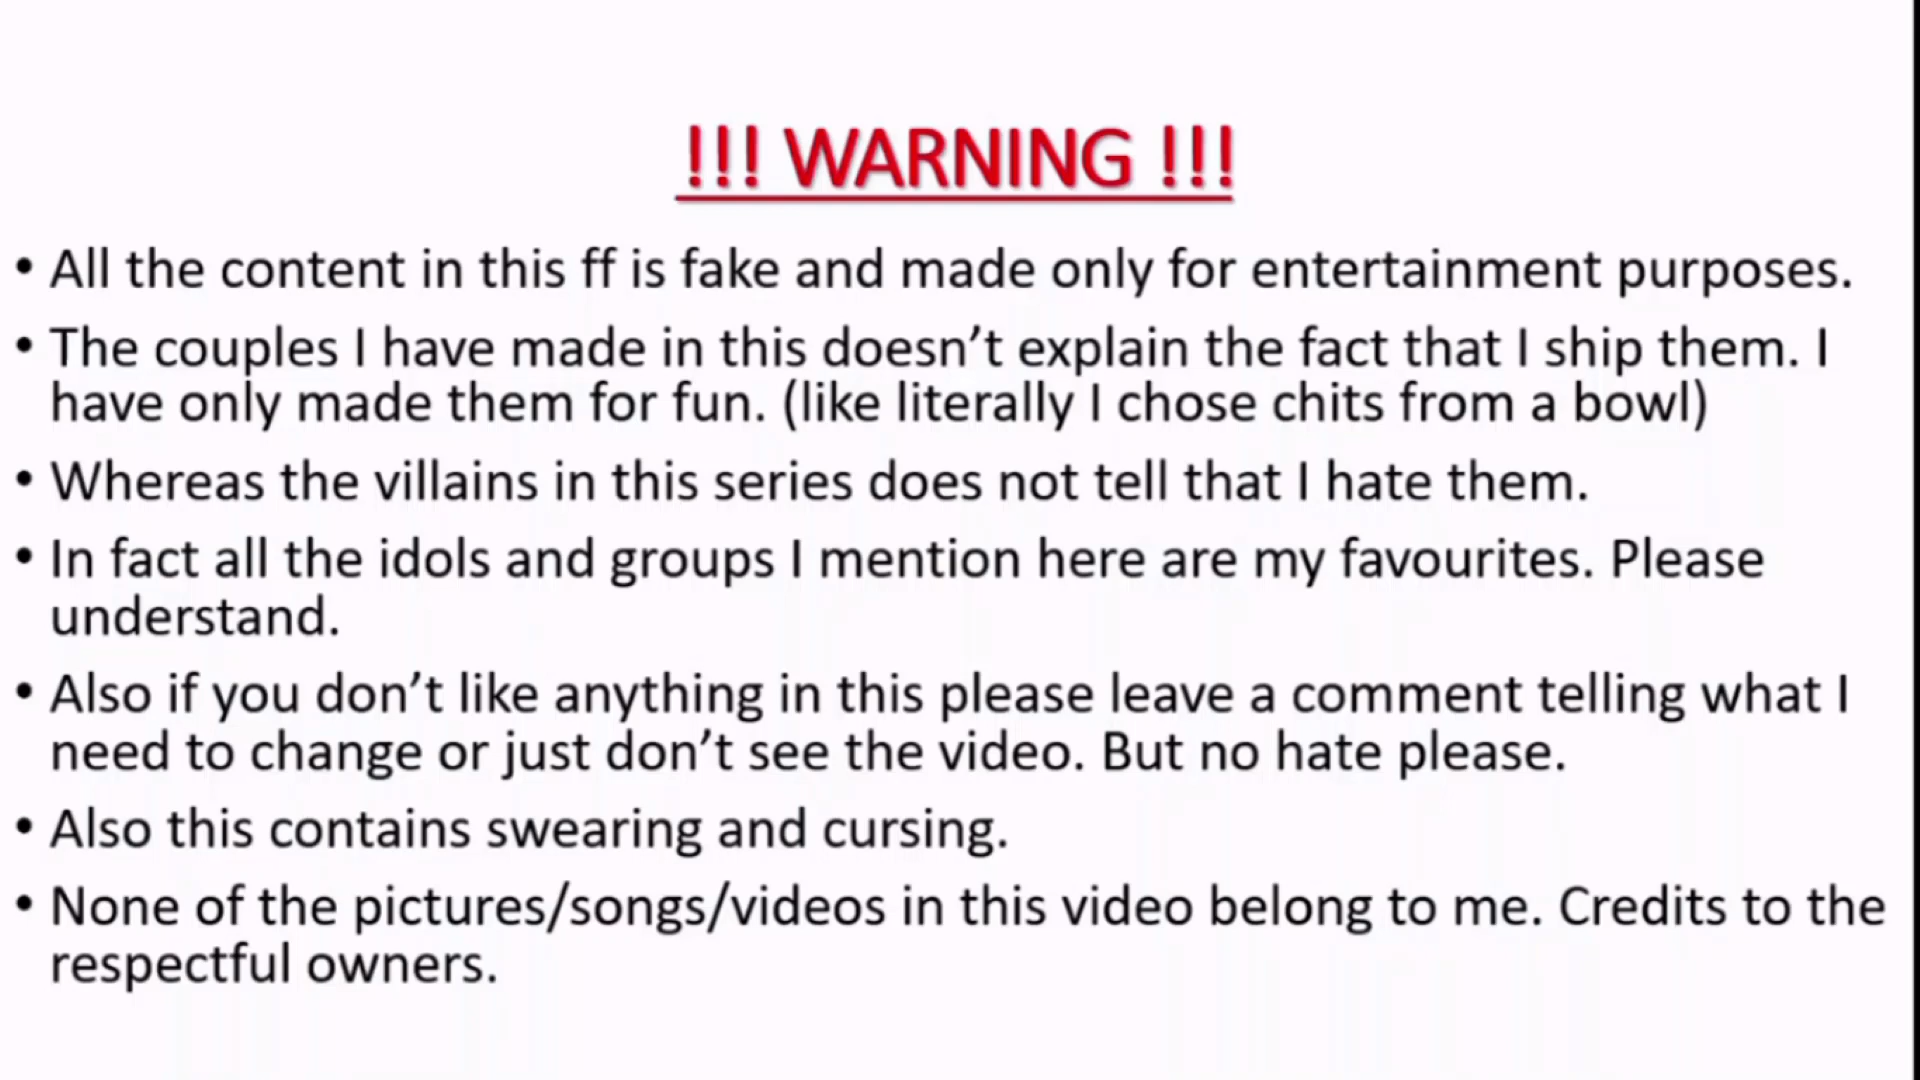 !!! WARNING !!!
• All the content in this ff is fake and made only for entertainment purposes.
• The couples I have made in this doesn’t explain the fact that I ship them. I
have only made them for fun. (like literally I chose chits from a bowl)
• Whereas the villains in this series does not tell that I hate them.
• In fact all the idols and groups I mention here are my favourites. Please
understand.
• Also if you don’t like anything in this please leave a comment telling what I
need to change or just don’t see the video. But no hate please.
• Also this contains swearing and cursing.
• None of the pictures/songs/videos in this video belong to me. Credits to the
respectful owners.